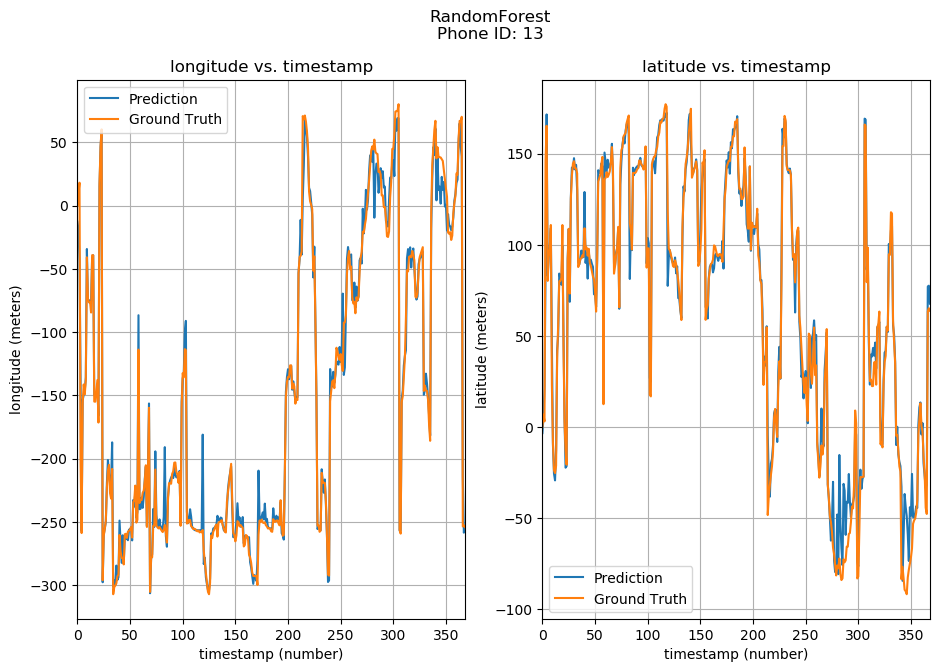 RandomForest
Phone ID: 13
longitude vs. timestamp
Prediction
Ground Truth
50
0
−50
−100
−150
−200
−250
−300
longitude (meters)
0
50
100
150
200
250
300
350
timestamp (number)
latitude vs. timestamp
150
100
50
0
−50
−100
latitude (meters)
Prediction
Ground Truth
0
50
100
150
200
250
300
350
timestamp (number)